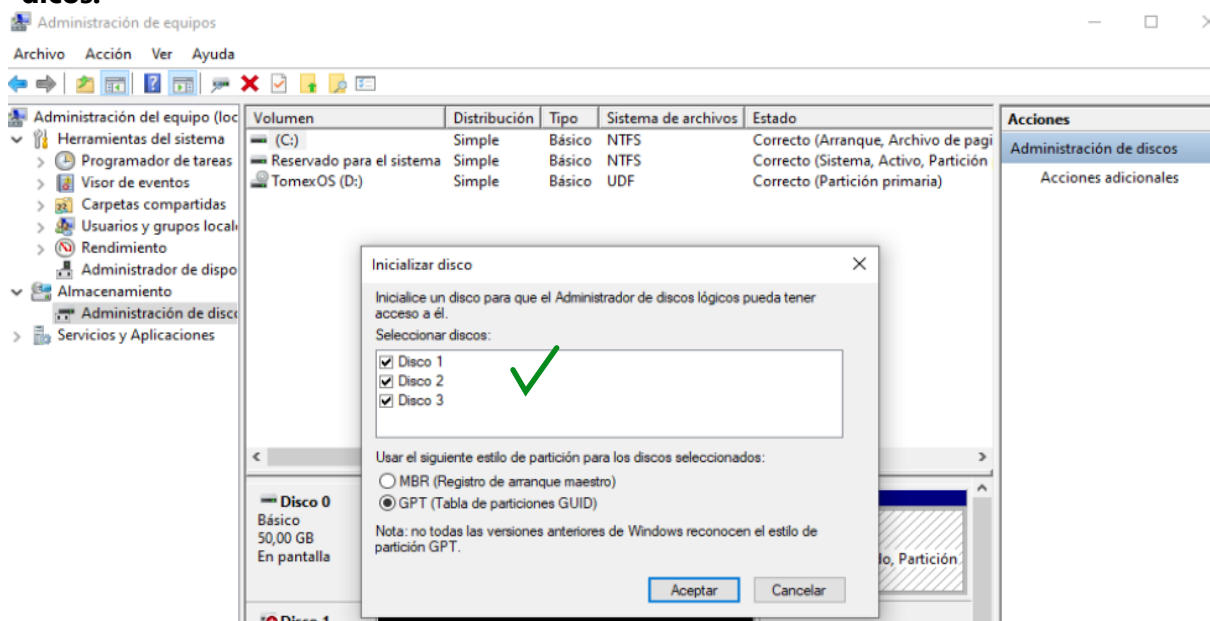 dicos.
Administración de equipos
Archivo Acción Ver Ayuda
Administración del equipo (loc
Herramientas del sistema
Programador de tareas
Visor de eventos
Carpetas compartidas
Usuarios y grupos local
Rendimiento
Administrador de dispo
Almacenamiento
Administración de disco
Servicios y Aplicaciones
Volumen Distribución Tipo Sistema de archivos Estado
(C:) Simple Básico NTFS Correcto (Arranque, Archivo de pagi
Reservado para el sistema Simple Básico NTFS Correcto (Sistema, Activo, Partición
TomexOS (D:) Simple Básico UDF Correcto (Partición primaria)
Acciones
Administración de discos
Acciones adicionales
Inicializar disco
Inicialice un disco para que el Administrador de discos lógicos pueda tener
acceso a él.
Seleccionar discos:
Disco 1
Disco 2
Disco 3
Usar el siguiente estilo de partición para los discos seleccionados:
MBR (Registro de arranque maestro)
GPT (Tabla de particiones GUID)
Nota: no todas las versiones anteriores de Windows reconocen el estilo de
partición GPT.
Aceptar Cancelar
Disco 0
Básico
50,00 GB
En pantalla
lo, Partición
Disco 1